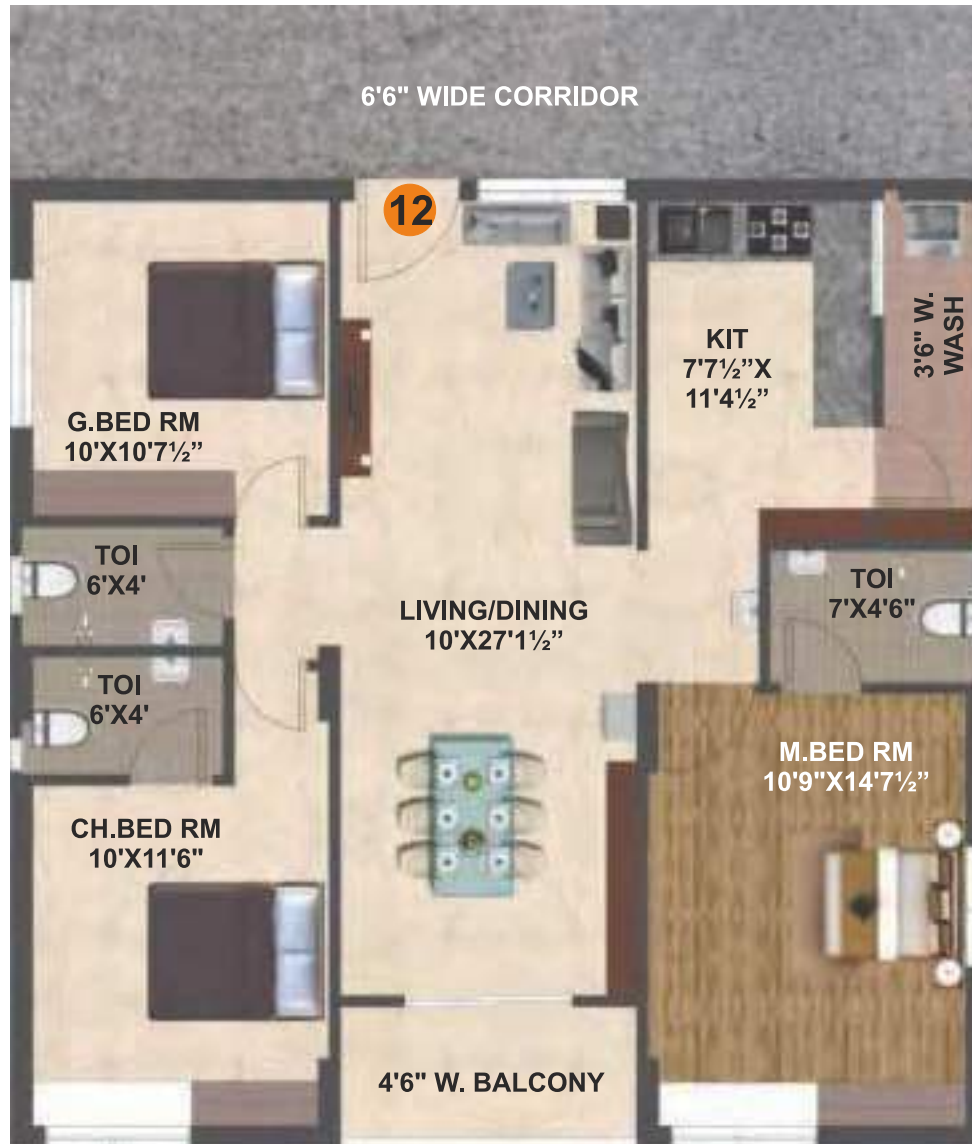 6'6" WIDE CORRIDOR
12
G.BED RM
10'X10'7½”
KIT
7'7½”X
11'4½”
3'6" W.
WASH
TOI
6'X4'
TOI
6'X4'
LIVING/DINING
10'X27'1½”
TOI
7'X4'6"
M.BED RM
10'9"X14'7½”
CH.BED RM
10'X11'6"
4'6" W. BALCONY